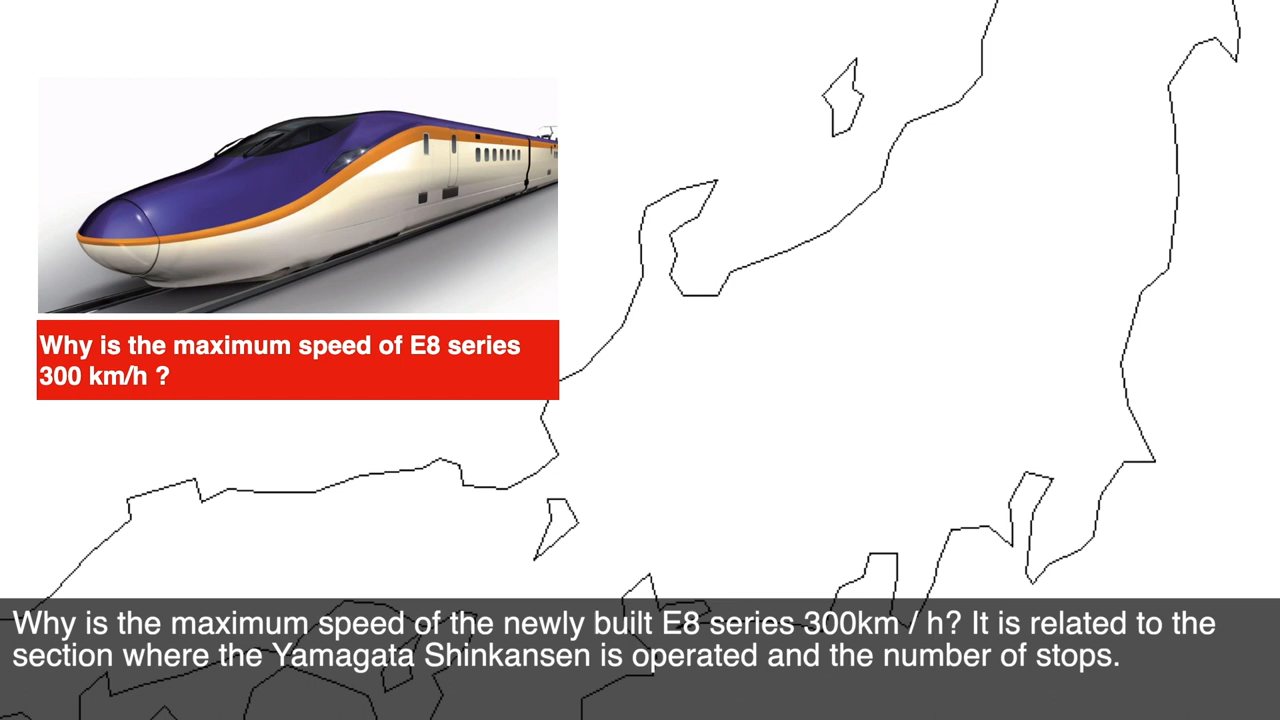 Why is the maximum speed of E8 series
300 km/h ?
Why is the maximum speed of the newly built E8 series 300km / h? It is related to the
section where the Yamagata Shinkansen is operated and the number of stops.